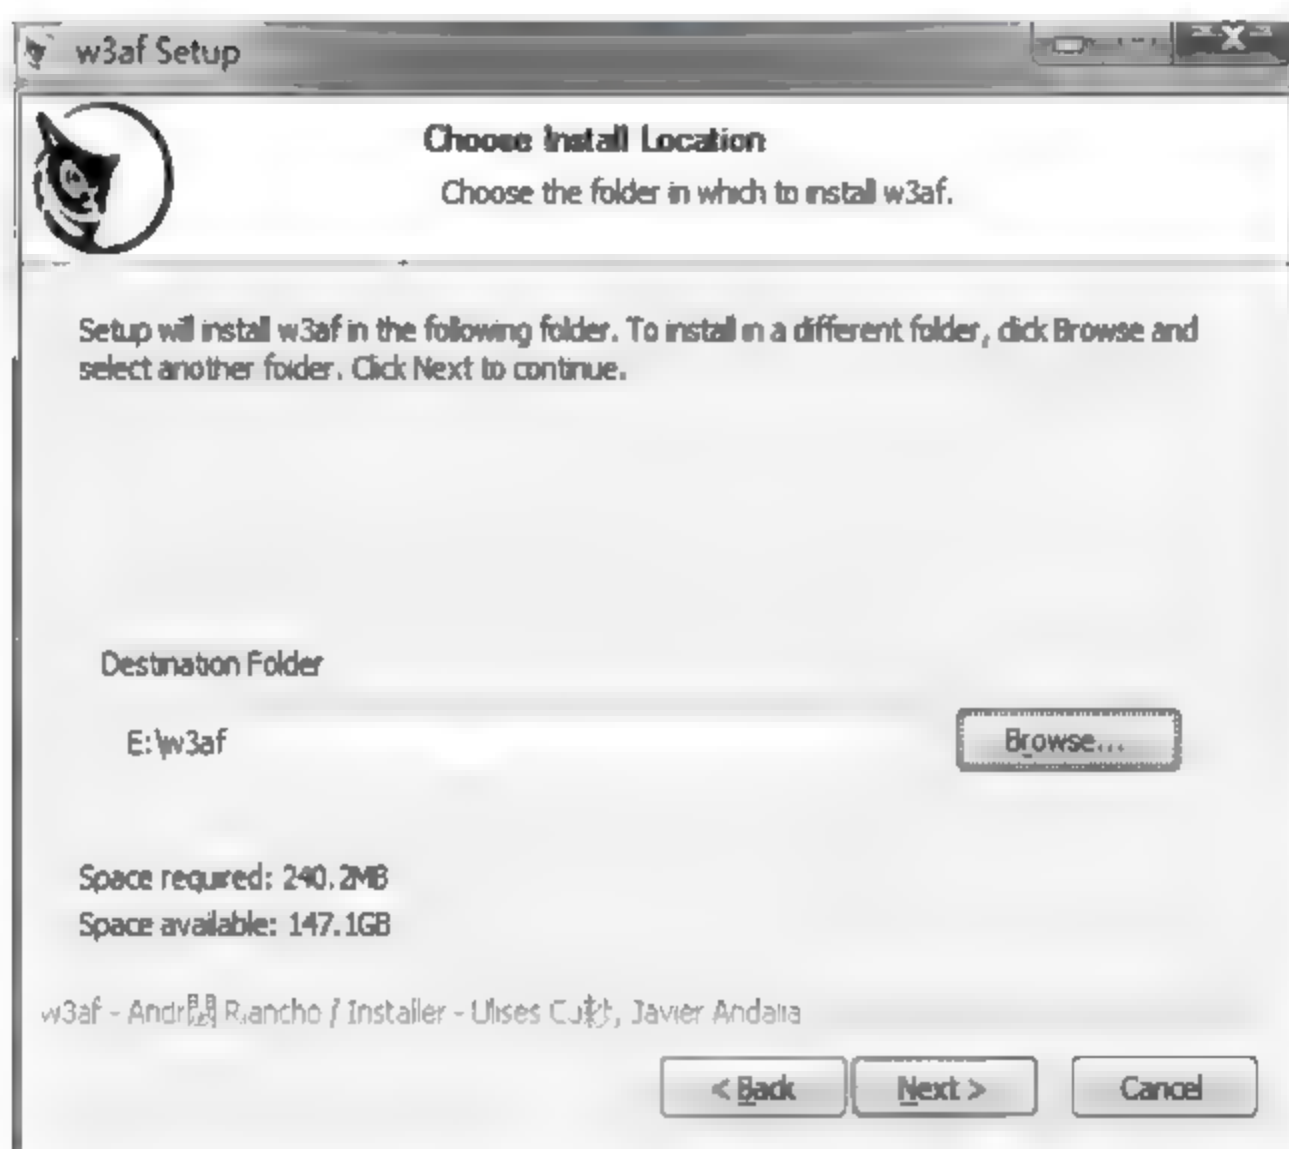 w3af Setup
Choose Install Location
Choose the folder in which to install w3af.
Setup will install w3af in the following folder. To install in a different folder, click Browse and
select another folder. Click Next to continue.
Destination Folder
E:\w3af
Browse...
Space required: 240.2MB
Space available: 147.1GB
w3af - Riancho / Installer - Ulises Javier Andalia
< Back
Next >
Cancel